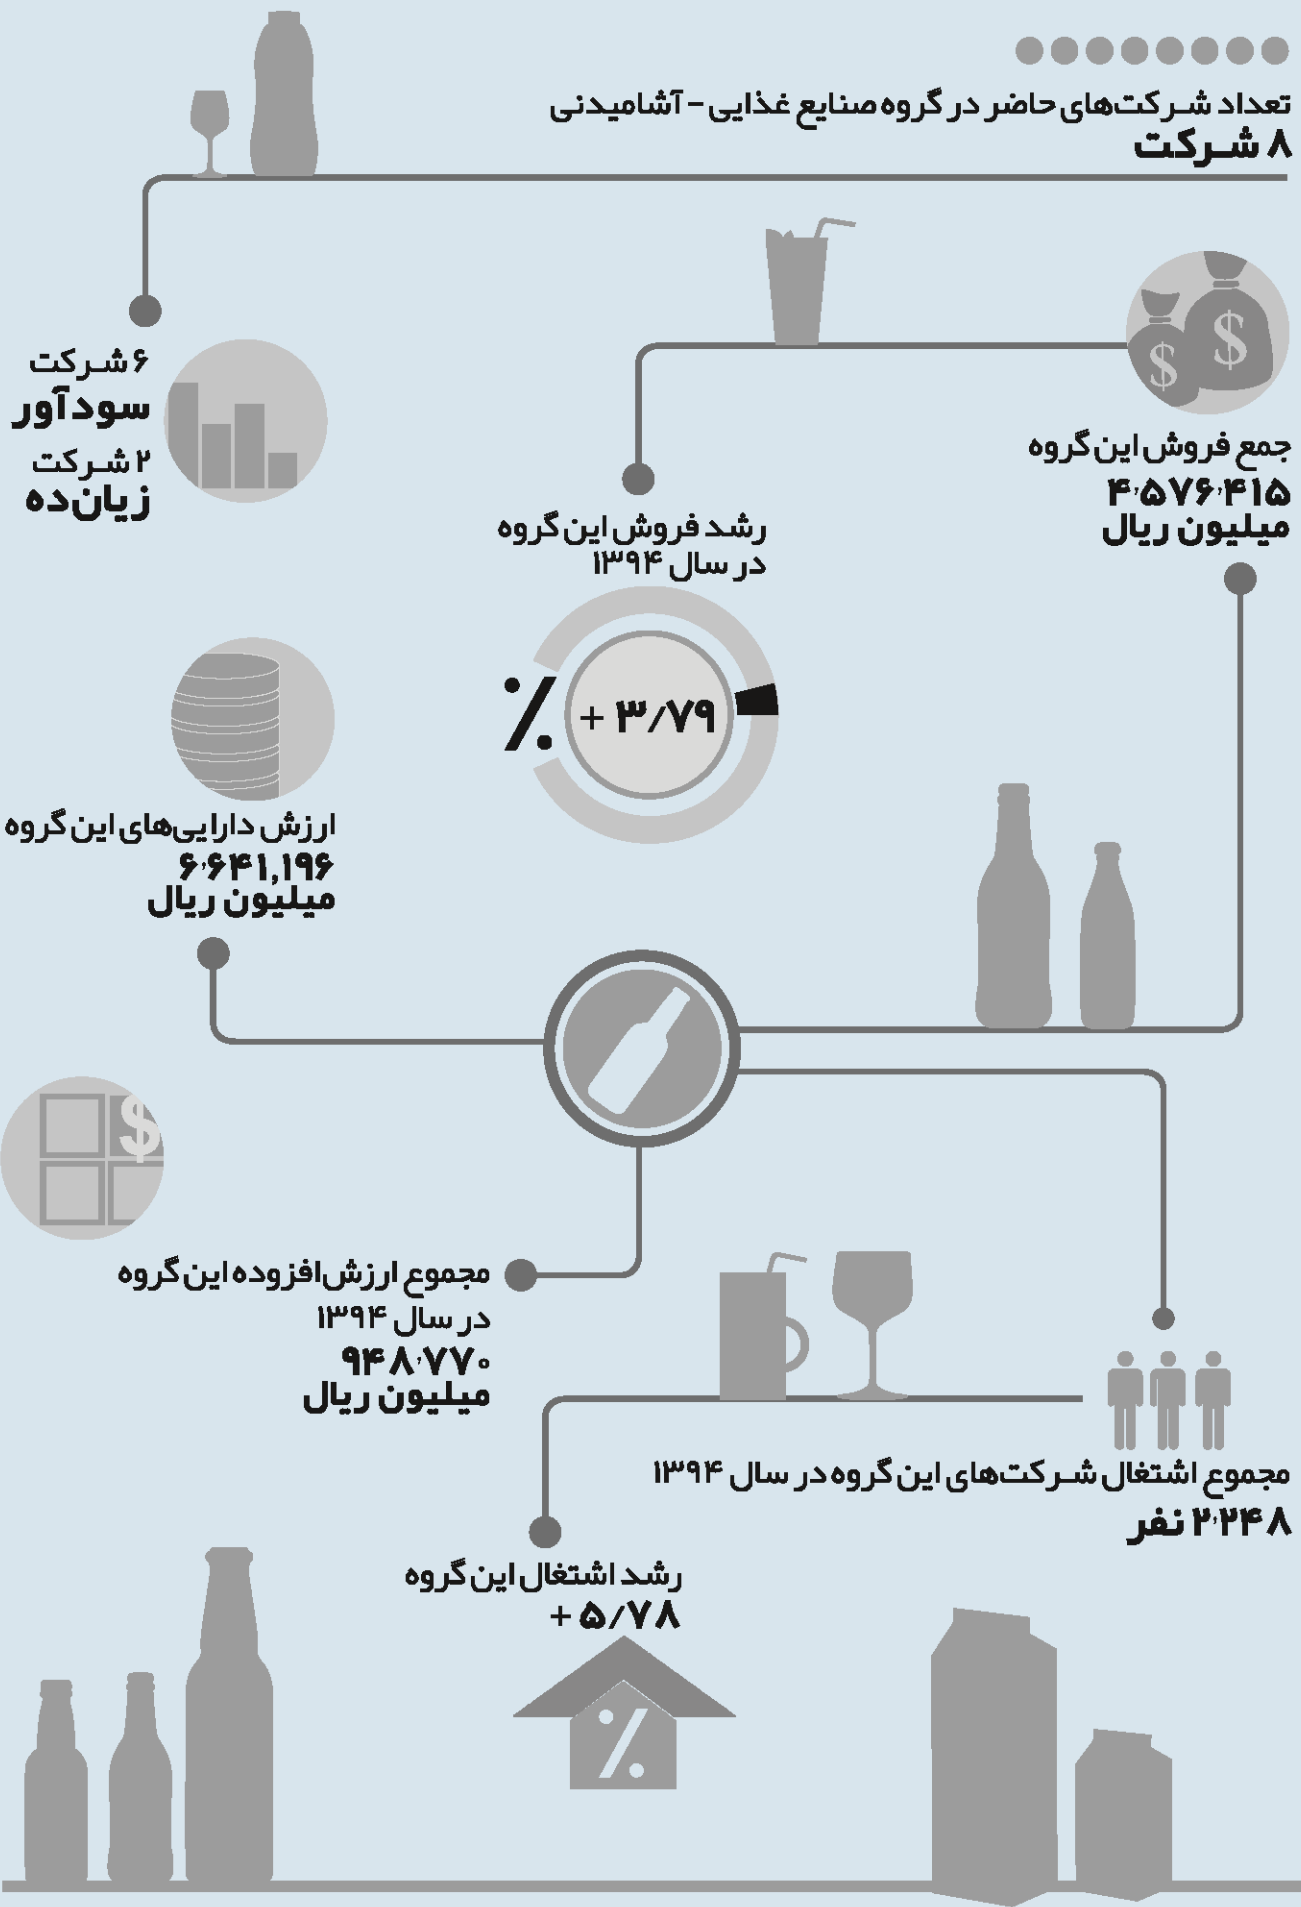 تعداد شرکت‌های حاضر در گروه صنایع غذایی - آشامیدنی
۸ شرکت
۶ شرکت
سودآور
۲ شرکت
زیان‌ده
جمع فروش این گروه
۴,۵۷۶,۴۱۵
میلیون ریال
رشد فروش این گروه
در سال ۱۳۹۴
٪ + ۳/۷۹
ارزش دارایی‌های این گروه
۶,۶۴۱,۱۹۶
میلیون ریال
مجموع ارزش افزوده این گروه
در سال ۱۳۹۴
۹۴۸,۷۷۰
میلیون ریال
مجموع اشتغال شرکت‌های این گروه در سال ۱۳۹۴
۲,۲۴۸ نفر
رشد اشتغال این گروه
+ ۵/۷۸
٪